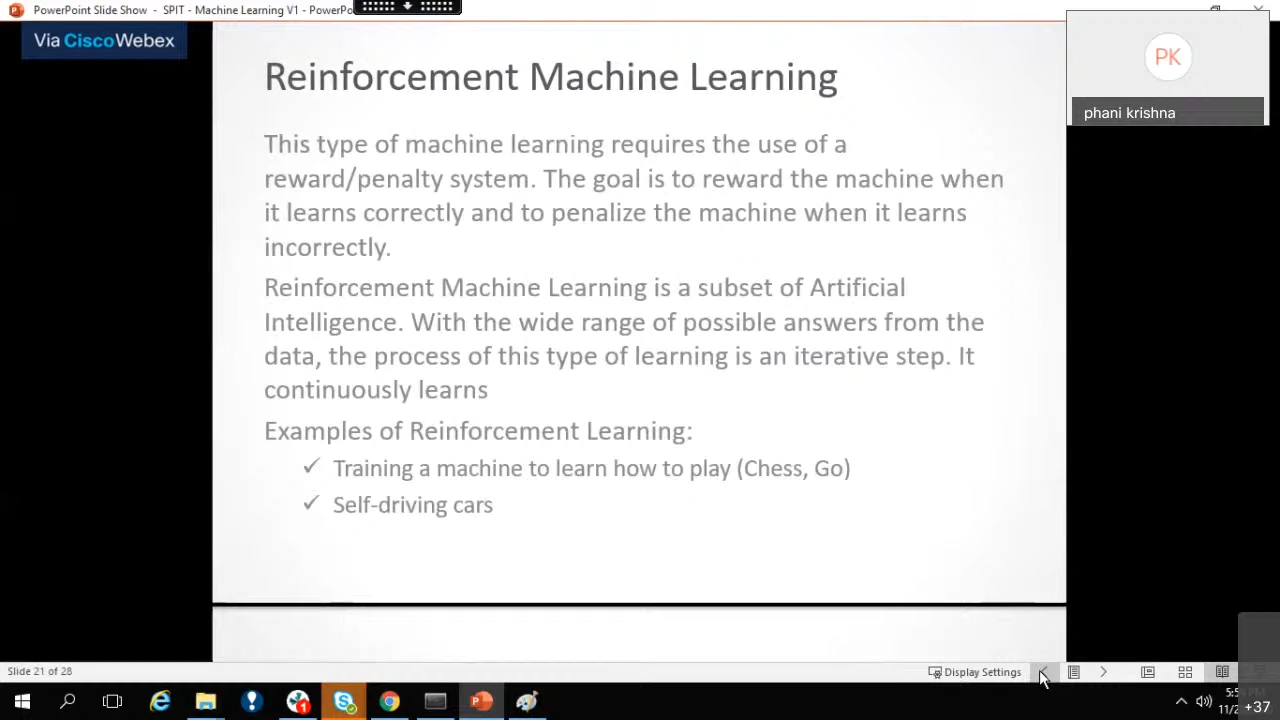 PowerPoint Slide Show - SPIT - Machine Learning V1 - PowerPo
Via CiscoWebex
PK
phani krishna
Reinforcement Machine Learning
This type of machine learning requires the use of a
reward/penalty system. The goal is to reward the machine when
it learns correctly and to penalize the machine when it learns
incorrectly.
Reinforcement Machine Learning is a subset of Artificial
Intelligence. With the wide range of possible answers from the
data, the process of this type of learning is an iterative step. It
continuously learns
Examples of Reinforcement Learning:
✓ Training a machine to learn how to play (Chess, Go)
✓ Self-driving cars
Slide 21 of 28
Display Settings
+37